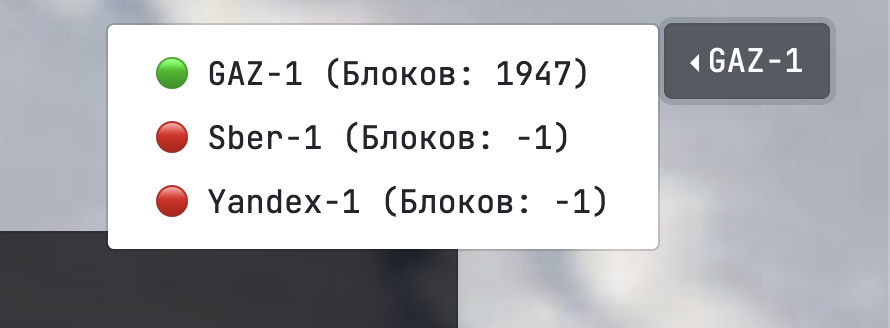 GAZ-1 (Блоков: 1947)
Sber-1 (Блоков: -1)
Yandex-1 (Блоков: -1)
GAZ-1